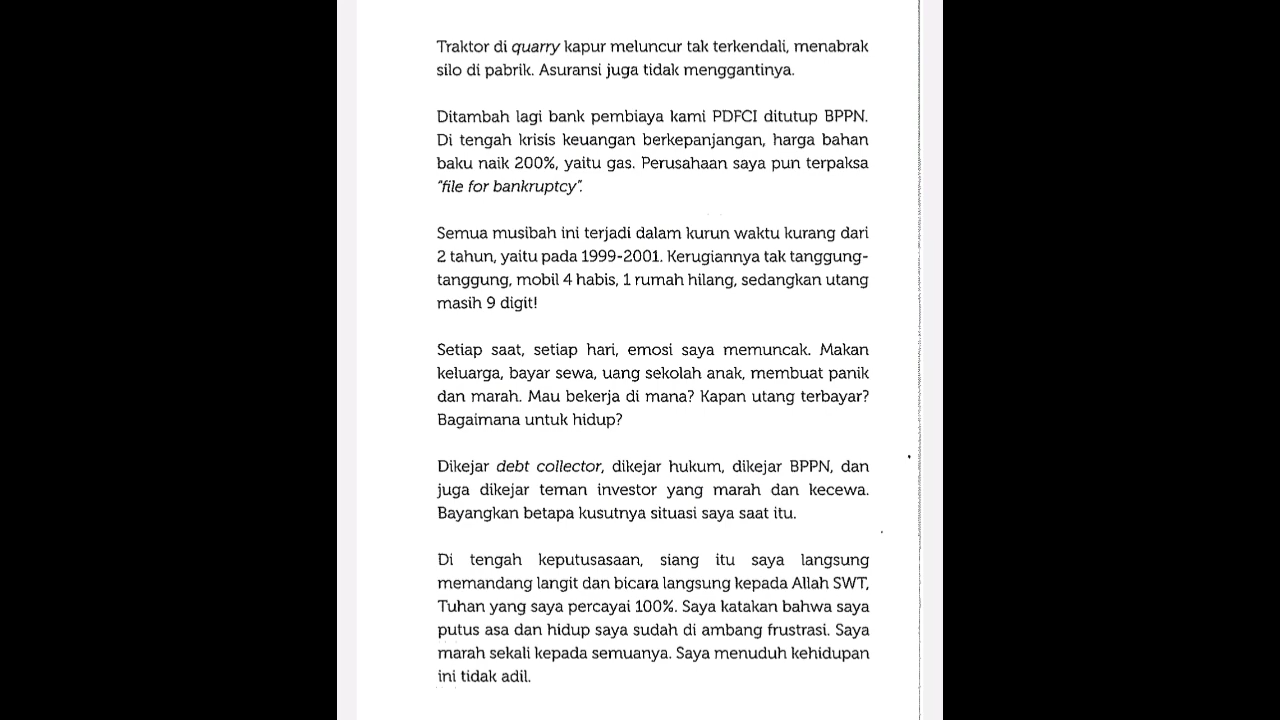 Traktor di quarry kapur meluncur tak terkendali, menabrak
silo di pabrik. Asuransi juga tidak menggantinya.
Ditambah lagi bank pembiaya kami PDFCI ditutup BPPN.
Di tengah krisis keuangan berkepanjangan, harga bahan
baku naik 200%, yaitu gas. Perusahaan saya pun terpaksa
"file for bankruptcy".
Semua musibah ini terjadi dalam kurun waktu kurang dari
2 tahun, yaitu pada 1999-2001. Kerugiannya tak tanggung-
tanggung, mobil 4 habis, 1 rumah hilang, sedangkan utang
masih 9 digit!
Setiap saat, setiap hari, emosi saya memuncak. Makan
keluarga, bayar sewa, uang sekolah anak, membuat panik
dan marah. Mau bekerja di mana? Kapan utang terbayar?
Bagaimana untuk hidup?
Dikejar debt collector, dikejar hukum, dikejar BPPN, dan
juga dikejar teman investor yang marah dan kecewa.
Bayangkan betapa kusutnya situasi saya saat itu.
Di tengah keputusasaan, siang itu saya langsung
memandang langit dan bicara langsung kepada Allah SWT,
Tuhan yang saya percayai 100%. Saya katakan bahwa saya
putus asa dan hidup saya sudah di ambang frustrasi. Saya
marah sekali kepada semuanya. Saya menuduh kehidupan
ini tidak adil.